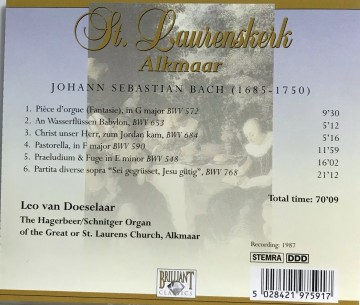 St. Laurenskerk
Alkmaar
JOHANN SEBASTIAN BACH (1685-1750)
1. Pièce d'orgue (Fantasie), in G major BWV 572 9'30
2. An Wasserflüssen Babylon, BWV 653 5'12
3. Christ unser Herr, zum Jordan kam, BWV 684 5'16
4. Pastorella, in F major BWV 590 11'59
5. Praeludium & Fuge in E minor BWV 548 16'02
6. Partita diverse sopra "Sei gegrüsset, Jesu gütig", BWV 768 21'12
Total time: 70'09
Leo van Doeselaar
The Hagerbeer/Schnitger Organ
of the Great or St. Laurens Church, Alkmaar
Recording: 1987
STEMRA DDD
BRILLIANT
CLASSICS
5 028421 975917